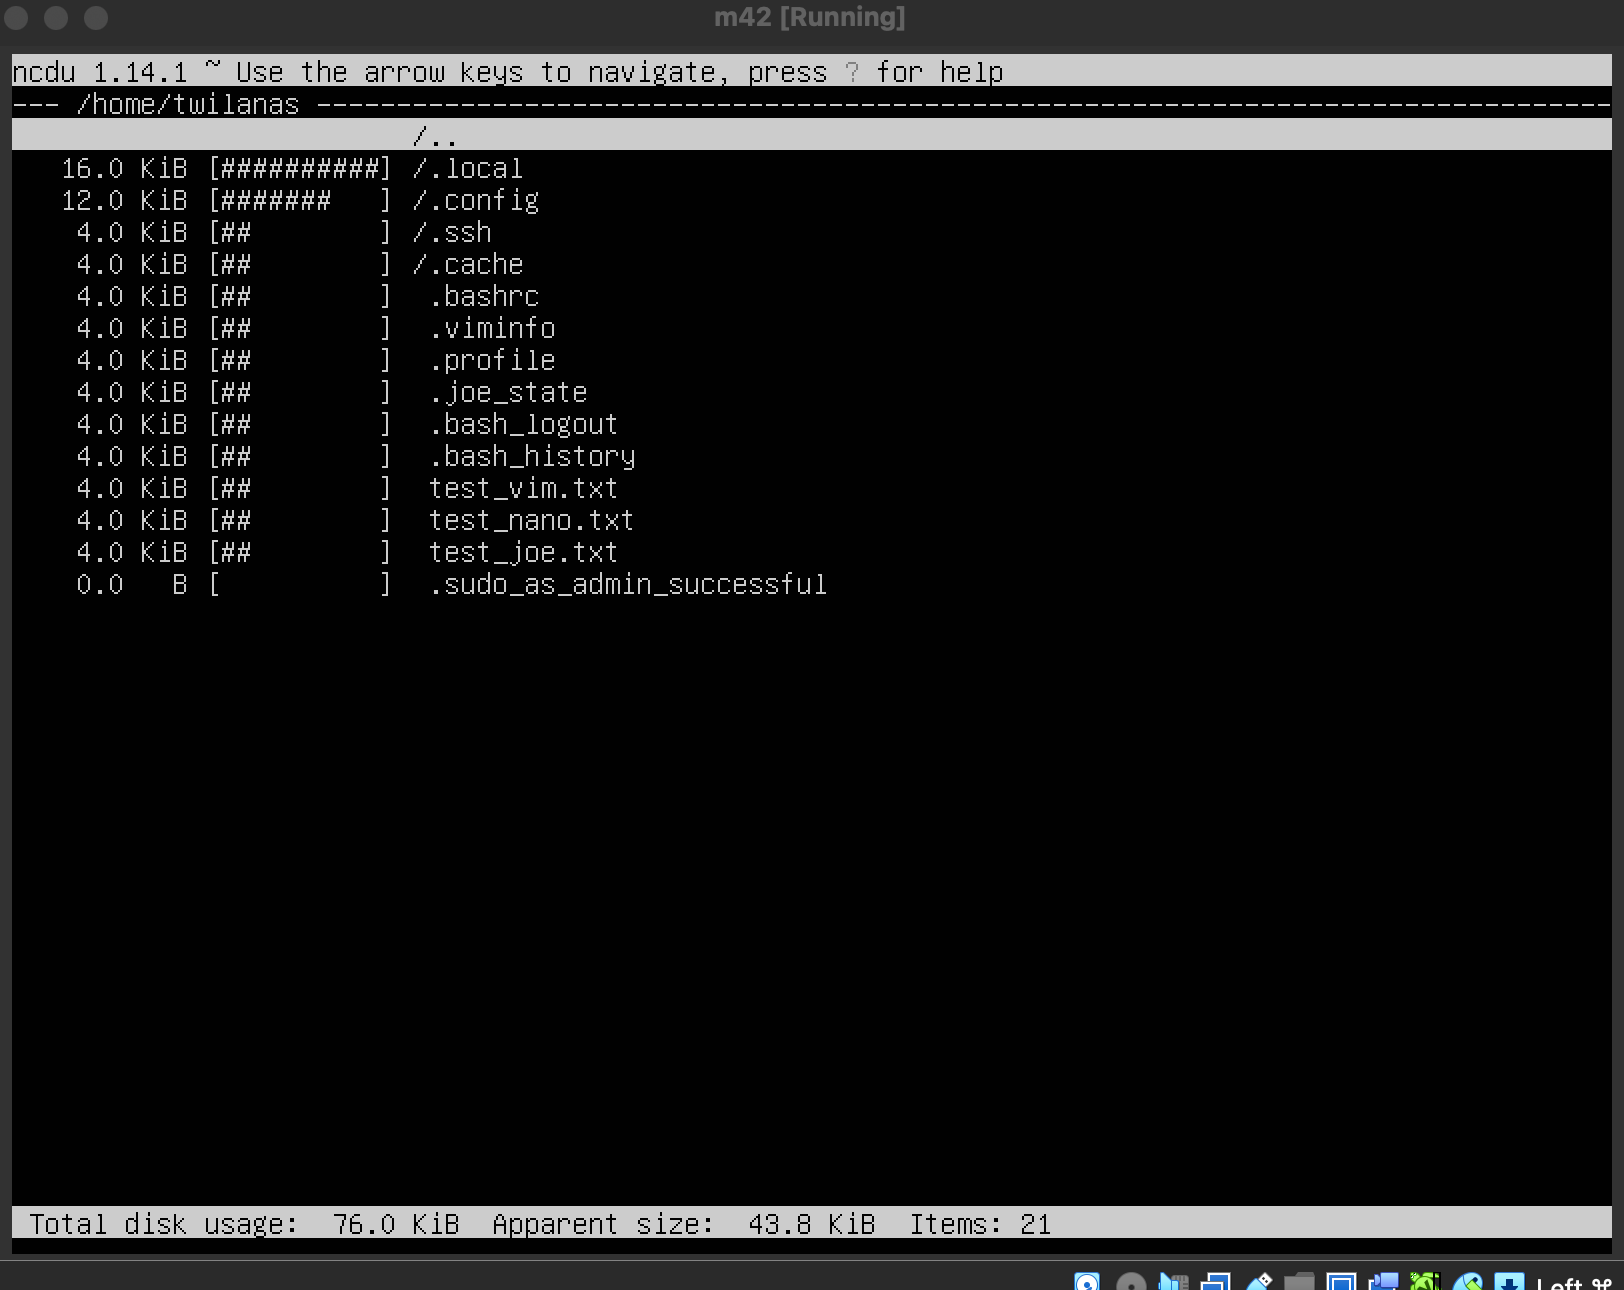 m42 [Running]
ncdu 1.14.1 ~ Use the arrow keys to navigate, press ? for help
--- /home/twilanas ---------------------------------------------------------------------------------
                         /..
   16.0 KiB [##########] /.local
   12.0 KiB [#######   ] /.config
    4.0 KiB [##        ] /.ssh
    4.0 KiB [##        ] /.cache
    4.0 KiB [##        ]  .bashrc
    4.0 KiB [##        ]  .viminfo
    4.0 KiB [##        ]  .profile
    4.0 KiB [##        ]  .joe_state
    4.0 KiB [##        ]  .bash_logout
    4.0 KiB [##        ]  .bash_history
    4.0 KiB [##        ]  test_vim.txt
    4.0 KiB [##        ]  test_nano.txt
    4.0 KiB [##        ]  test_joe.txt
    0.0   B [          ]  .sudo_as_admin_successful
 Total disk usage:  76.0 KiB  Apparent size:  43.8 KiB  Items: 21
Left ⌘